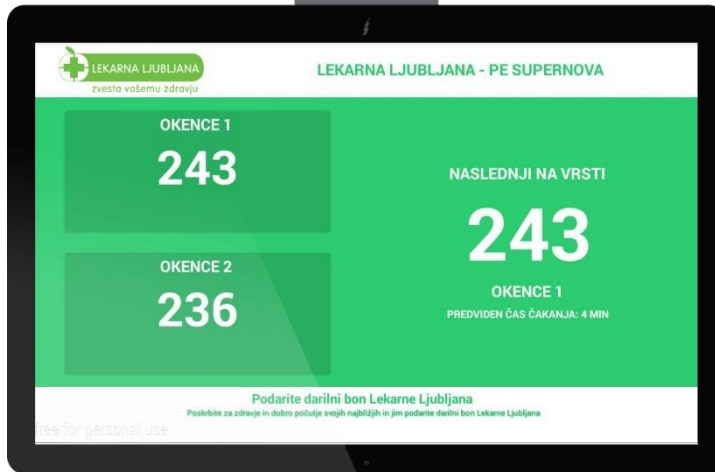 LEKARNA LJUBLJANA
zvesta vašemu zdravju
LEKARNA LJUBLJANA - PE SUPERNOVA
OKENCE 1
243
OKENCE 2
236
NASLEDNJI NA VRSTI
243
OKENCE 1
PREDVIDEN ČAS ČAKANJA: 4 MIN
Podarite darilni bon Lekarne Ljubljana
Poskrbite za zdravje in dobro počutje svojih najbližjih in jim podarite darilni bon Lekarne Ljubljana
free for personal use